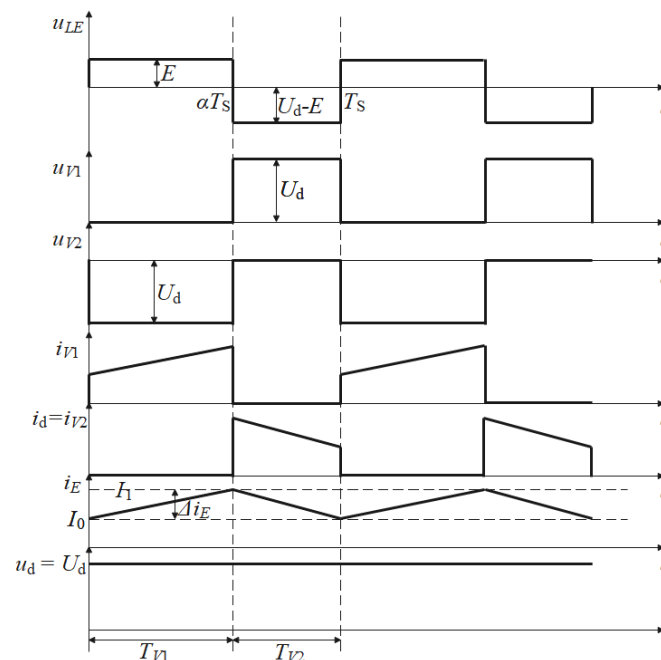 u_LE
E
αT_S
U_d-E
T_S
u_V1
U_d
u_V2
U_d
i_V1
i_d=i_V2
i_E
I_1
Δi_E
I_0
u_d = U_d
T_V1
T_V2